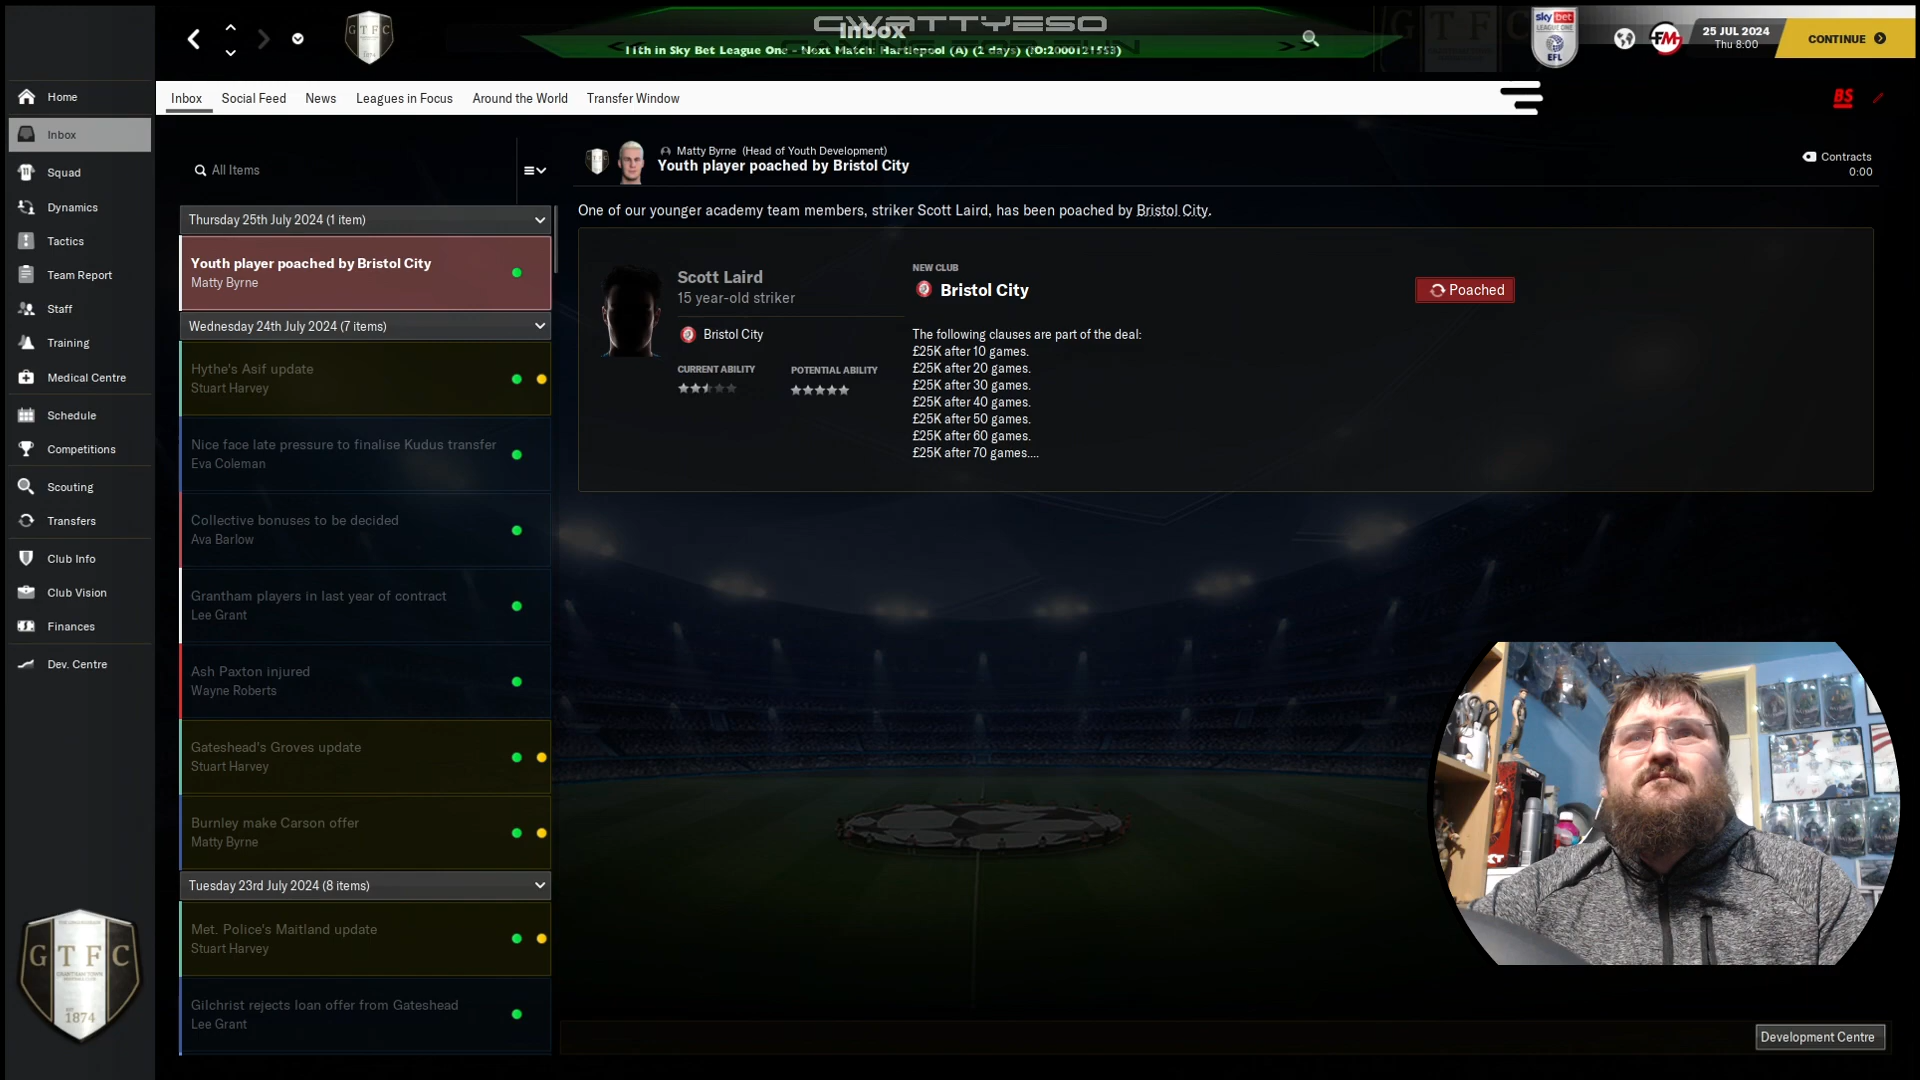 GTFC
GWATTYESO
Inbox
11th in Sky Bet League One - Next Match: Hartlepool (A) (2 days) (IO:2000121553)
sky bet
LEAGUE ONE
EFL
FM
25 JUL 2024
Thu 8:00
CONTINUE
Inbox
Social Feed
News
Leagues in Focus
Around the World
Transfer Window
BS
Home
Inbox
Squad
Dynamics
Tactics
Team Report
Staff
Training
Medical Centre
Schedule
Competitions
Scouting
Transfers
Club Info
Club Vision
Finances
Dev. Centre
GTFC
1874
All Items
Thursday 25th July 2024 (1 item)
Youth player poached by Bristol City
Matty Byrne
Wednesday 24th July 2024 (7 items)
Hythe's Asif update
Stuart Harvey
Nice face late pressure to finalise Kudus transfer
Eva Coleman
Collective bonuses to be decided
Ava Barlow
Grantham players in last year of contract
Lee Grant
Ash Paxton injured
Wayne Roberts
Gateshead's Groves update
Stuart Harvey
Burnley make Carson offer
Matty Byrne
Tuesday 23rd July 2024 (8 items)
Met. Police's Maitland update
Stuart Harvey
Gilchrist rejects loan offer from Gateshead
Lee Grant
Matty Byrne (Head of Youth Development)
Youth player poached by Bristol City
Contracts
0:00
One of our younger academy team members, striker Scott Laird, has been poached by Bristol City.
Scott Laird
15 year-old striker
Bristol City
CURRENT ABILITY
POTENTIAL ABILITY
NEW CLUB
Bristol City
Poached
The following clauses are part of the deal:
£25K after 10 games.
£25K after 20 games.
£25K after 30 games.
£25K after 40 games.
£25K after 50 games.
£25K after 60 games.
£25K after 70 games....
Development Centre